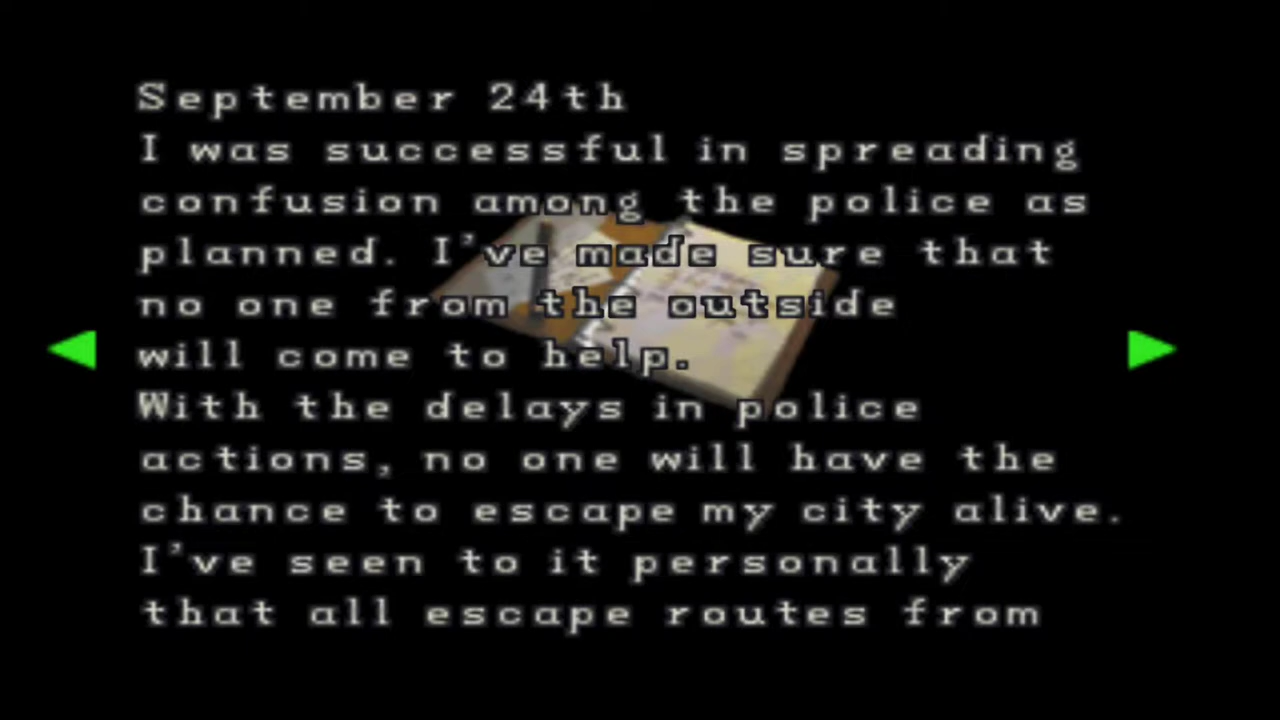 September 24th
I was successful in spreading
confusion among the police as
planned. I've made sure that
no one from the outside
will come to help.
With the delays in police
actions, no one will have the
chance to escape my city alive.
I've seen to it personally
that all escape routes from